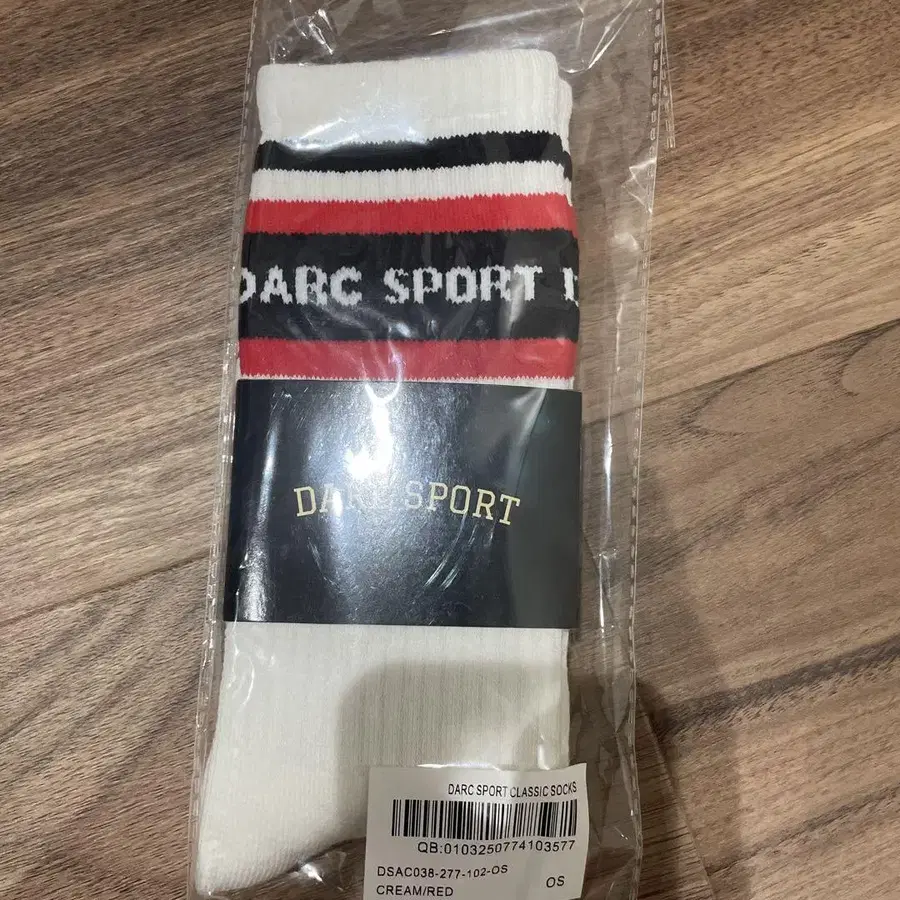 DARC SPORT
DARC SPORT
DARC SPORT CLASSIC SOCKS
QB:0103250774103577
DSAC038-277-102-OS
CREAM/RED
OS